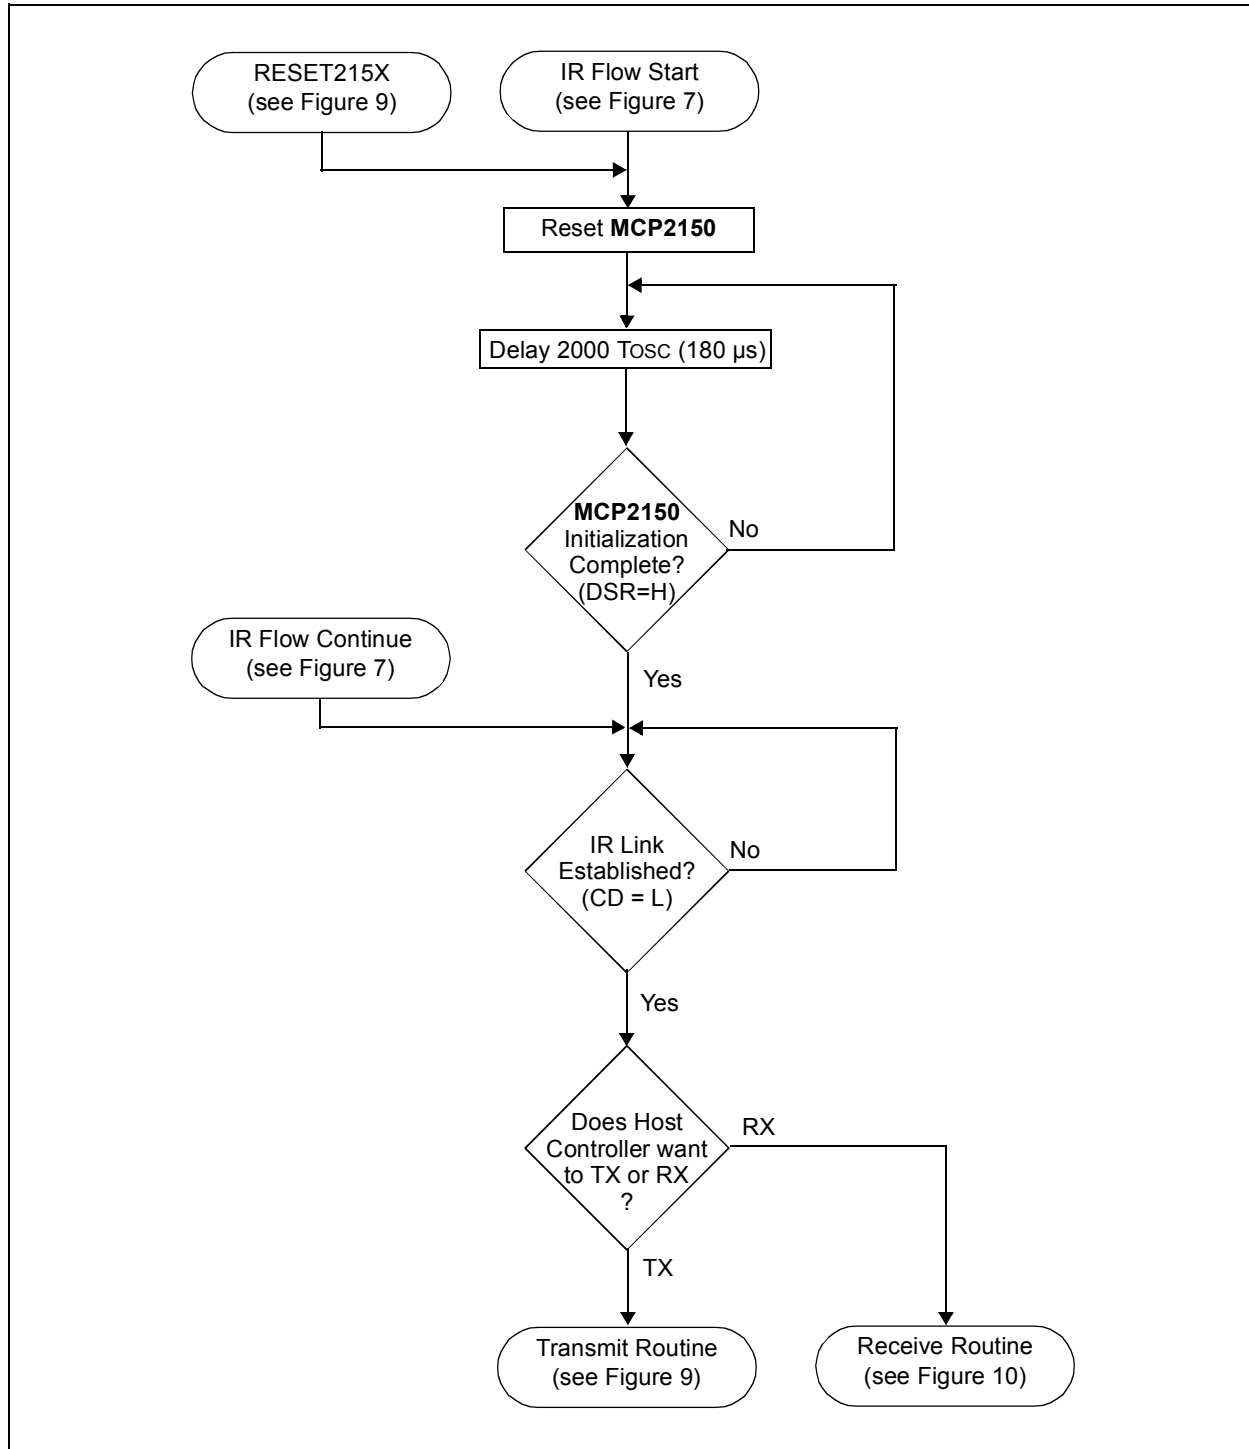 RESET215X
(see Figure 9)
IR Flow Start
(see Figure 7)
Reset MCP2150
Delay 2000 TOSC (180 µs)
MCP2150
Initialization
Complete?
(DSR=H)
No
Yes
IR Flow Continue
(see Figure 7)
IR Link
Established?
(CD = L)
No
Yes
Does Host
Controller want
to TX or RX
?
RX
TX
Transmit Routine
(see Figure 9)
Receive Routine
(see Figure 10)